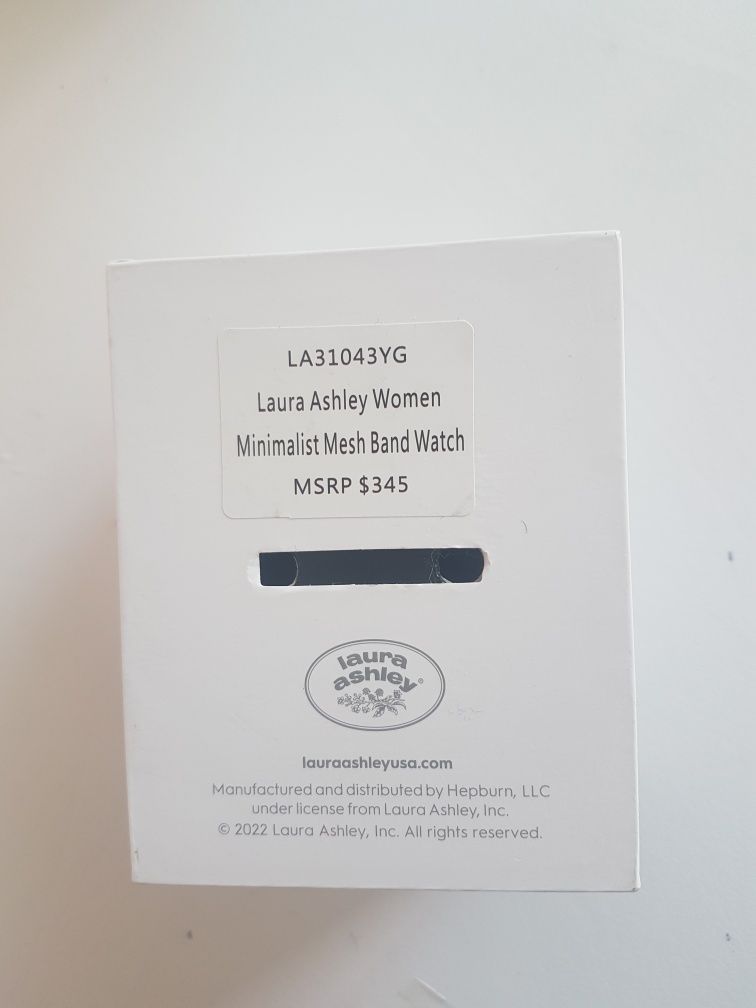 LA31043YG
Laura Ashley Women
Minimalist Mesh Band Watch
MSRP $345
laura
ashley®
lauraashleyusa.com
Manufactured and distributed by Hepburn, LLC
under license from Laura Ashley, Inc.
© 2022 Laura Ashley, Inc. All rights reserved.